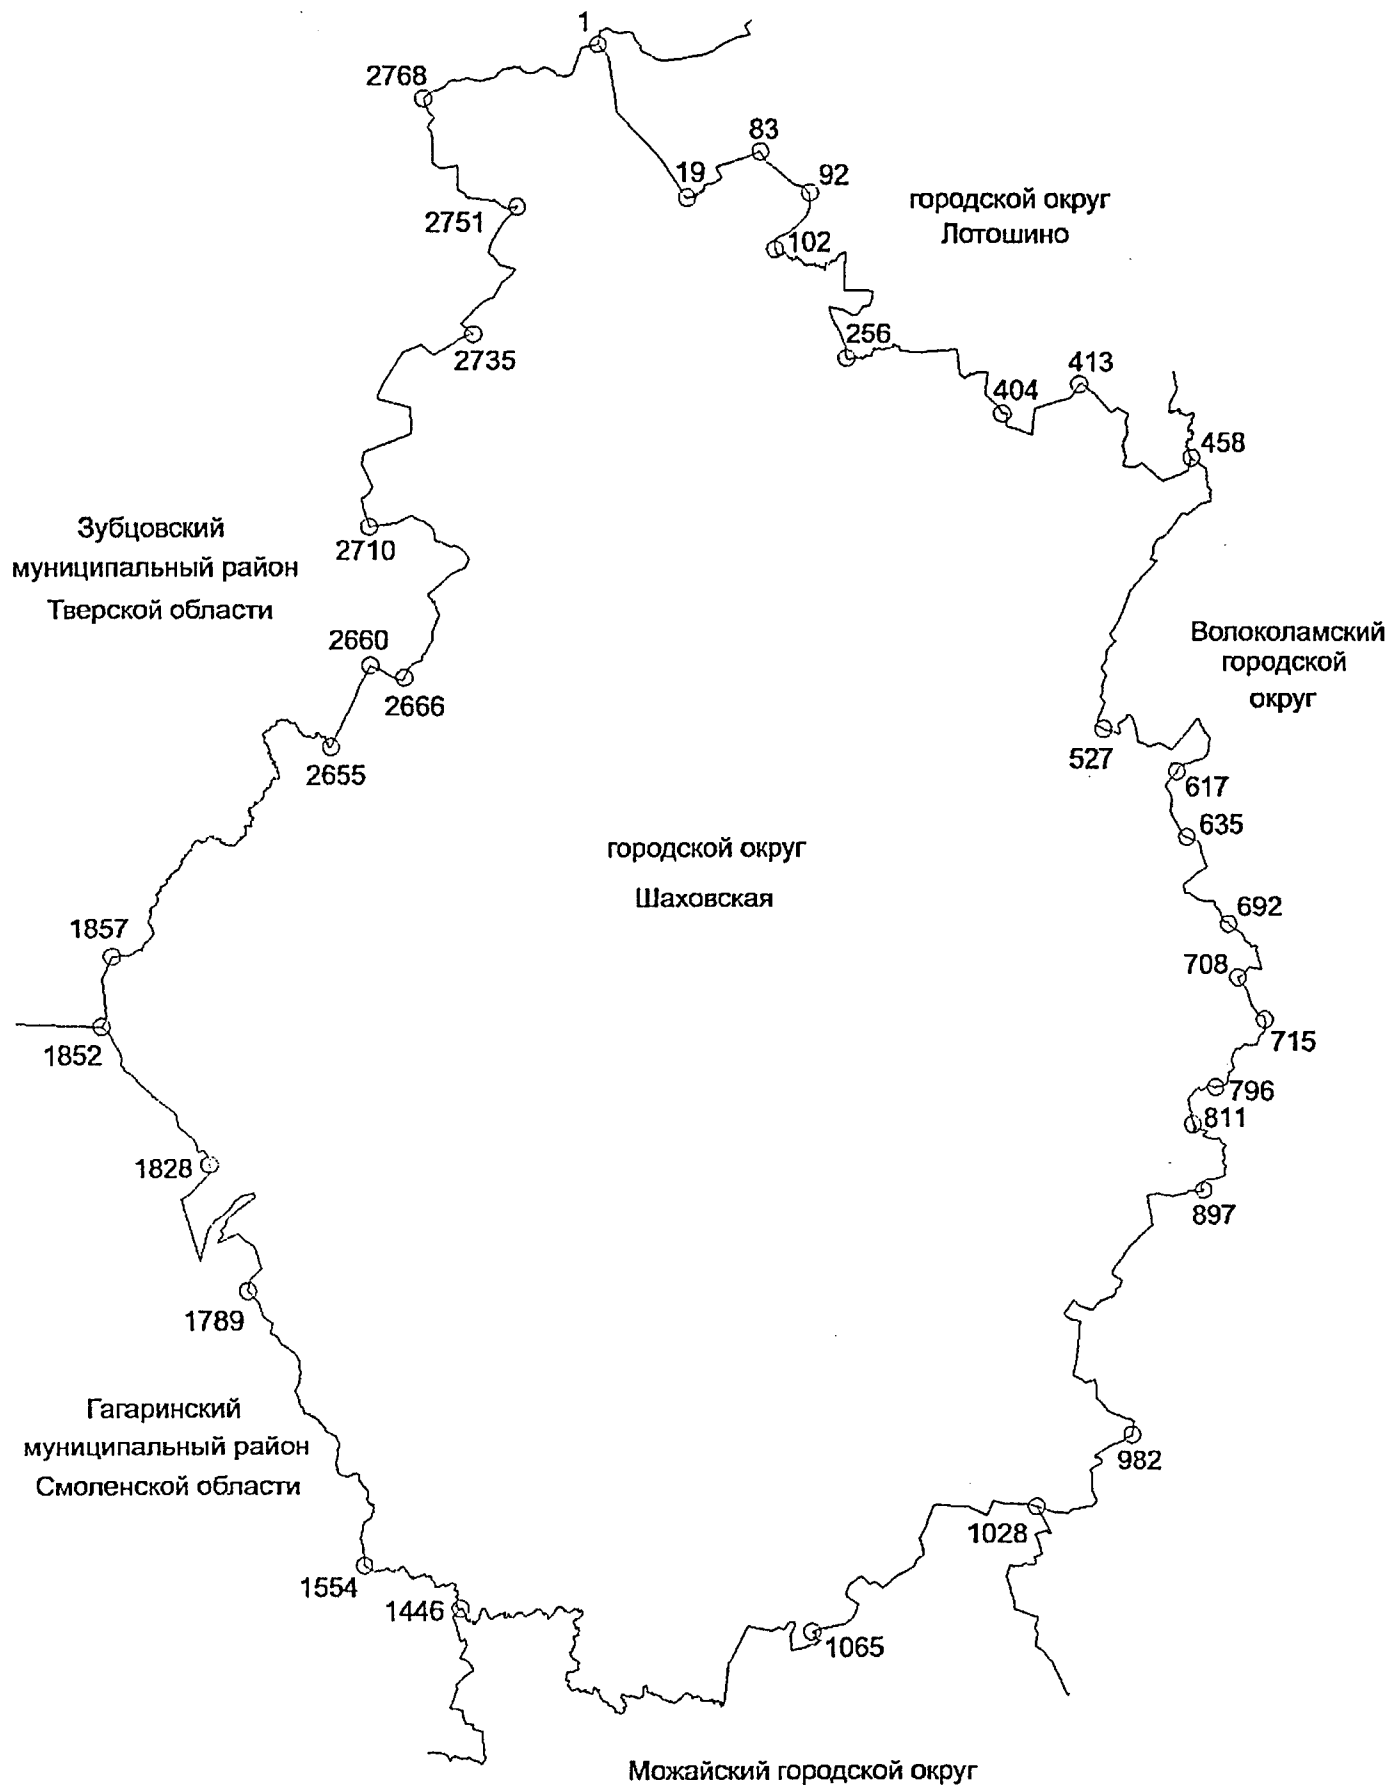 1
2768
83
19
92
городской округ
Лотошино
2751
102
256
2735
413
404
458
Зубцовский
муниципальный район
Тверской области
2710
2660
2666
Волоколамский
городской
округ
2655
527
617
635
городской округ
Шаховская
692
1857
708
1852
715
796
811
1828
897
1789
Гагаринский
муниципальный район
Смоленской области
982
1028
1554
1446
1065
Можайский городской округ